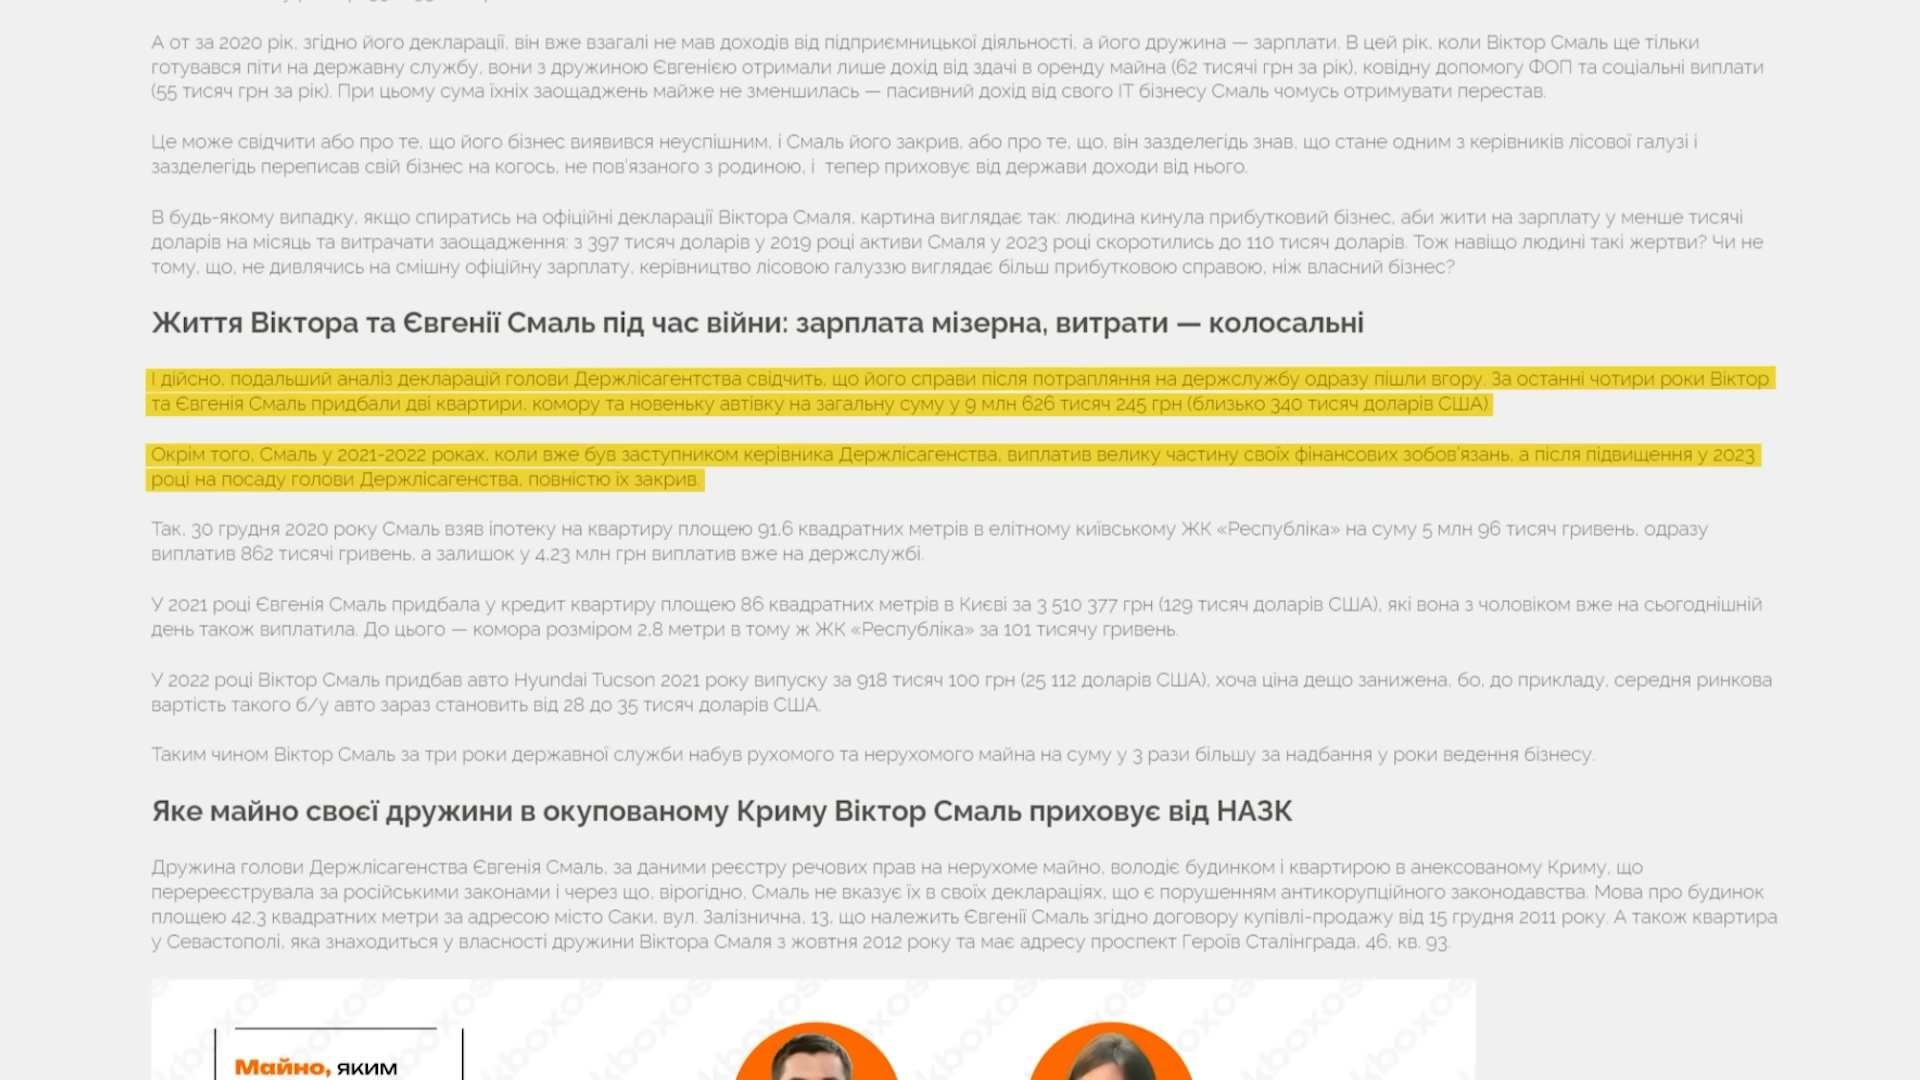 А от за 2020 рік, згідно його декларації, він вже взагалі не мав доходів від підприємницької діяльності, а його дружина — зарплати. В цей рік, коли Віктор Смаль ще тільки
готувався піти на державну службу, вони з дружиною Євгенією отримали лише дохід від здачі в оренду майна (62 тисячі грн за рік), ковідну допомогу ФОП та соціальні виплати
(55 тисяч грн за рік). При цьому сума їхніх заощаджень майже не зменшилась — пасивний дохід від свого ІТ бізнесу Смаль чомусь отримувати перестав.
Це може свідчити або про те, що його бізнес виявився неуспішним, і Смаль його закрив, або про те, що, він зазделегідь знав, що стане одним з керівників лісової галузі і
зазделегідь переписав свій бізнес на когось, не пов'язаного з родиною, і тепер приховує від держави доходи від нього.
В будь-якому випадку, якщо спиратись на офіційні декларації Віктора Смаля, картина виглядає так: людина кинула прибутковий бізнес, аби жити на зарплату у менше тисячі
доларів на місяць та витрачати заощадження: з 397 тисяч доларів у 2019 році активи Смаля у 2023 році скоротились до 110 тисяч доларів. Тож навіщо людині такі жертви? Чи не
тому, що, не дивлячись на смішну офіційну зарплату, керівництво лісовою галуззю виглядає більш прибутковою справою, ніж власний бізнес?
Життя Віктора та Євгенії Смаль під час війни: зарплата мізерна, витрати — колосальні
І дійсно, подальший аналіз декларацій голови Держлісагентства свідчить, що його справи після потрапляння на держслужбу одразу пішли вгору. За останні чотири роки Віктор
та Євгенія Смаль придбали дві квартири, комору та новеньку автівку на загальну суму у 9 млн 626 тисяч 245 грн (близько 340 тисяч доларів США).
Окрім того, Смаль у 2021-2022 роках, коли вже був заступником керівника Держлісагенства, виплатив велику частину своїх фінансових зобов'язань, а після підвищення у 2023
році на посаду голови Держлісагенства, повністю їх закрив.
Так, 30 грудня 2020 року Смаль взяв іпотеку на квартиру площею 91,6 квадратних метрів в елітному київському ЖК «Республіка» на суму 5 млн 96 тисяч гривень, одразу
виплатив 862 тисячі гривень, а залишок у 4,23 млн грн виплатив вже на держслужбі.
У 2021 році Євгенія Смаль придбала у кредит квартиру площею 86 квадратних метрів в Києві за 3 510 377 грн (129 тисяч доларів США), які вона з чоловіком вже на сьогоднішній
день також виплатила. До цього — комора розміром 2,8 метри в тому ж ЖК «Республіка» за 101 тисячу гривень.
У 2022 році Віктор Смаль придбав авто Hyundai Tucson 2021 року випуску за 918 тисяч 100 грн (25 112 доларів США), хоча ціна дещо занижена, бо, до прикладу, середня ринкова
вартість такого б/у авто зараз становить від 28 до 35 тисяч доларів США.
Таким чином Віктор Смаль за три роки державної служби набув рухомого та нерухомого майна на суму у 3 рази більшу за надбання у роки ведення бізнесу.
Яке майно своєї дружини в окупованому Криму Віктор Смаль приховує від НАЗК
Дружина голови Держлісагенства Євгенія Смаль, за даними реєстру речових прав на нерухоме майно, володіє будинком і квартирою в анексованому Криму, що
перереєструвала за російськими законами і через що, вірогідно, Смаль не вказує їх в своїх деклараціях, що є порушенням антикорупційного законодавства. Мова про будинок
площею 42,3 квадратних метри за адресою місто Саки, вул. Залізнична, 13, що належить Євгенії Смаль згідно договору купівлі-продажу від 15 грудня 2011 року. А також квартира
у Севастополі, яка знаходиться у власності дружини Віктора Смаля з жовтня 2012 року та має адресу проспект Героїв Сталінграда, 46, кв. 93.
Майно, яким